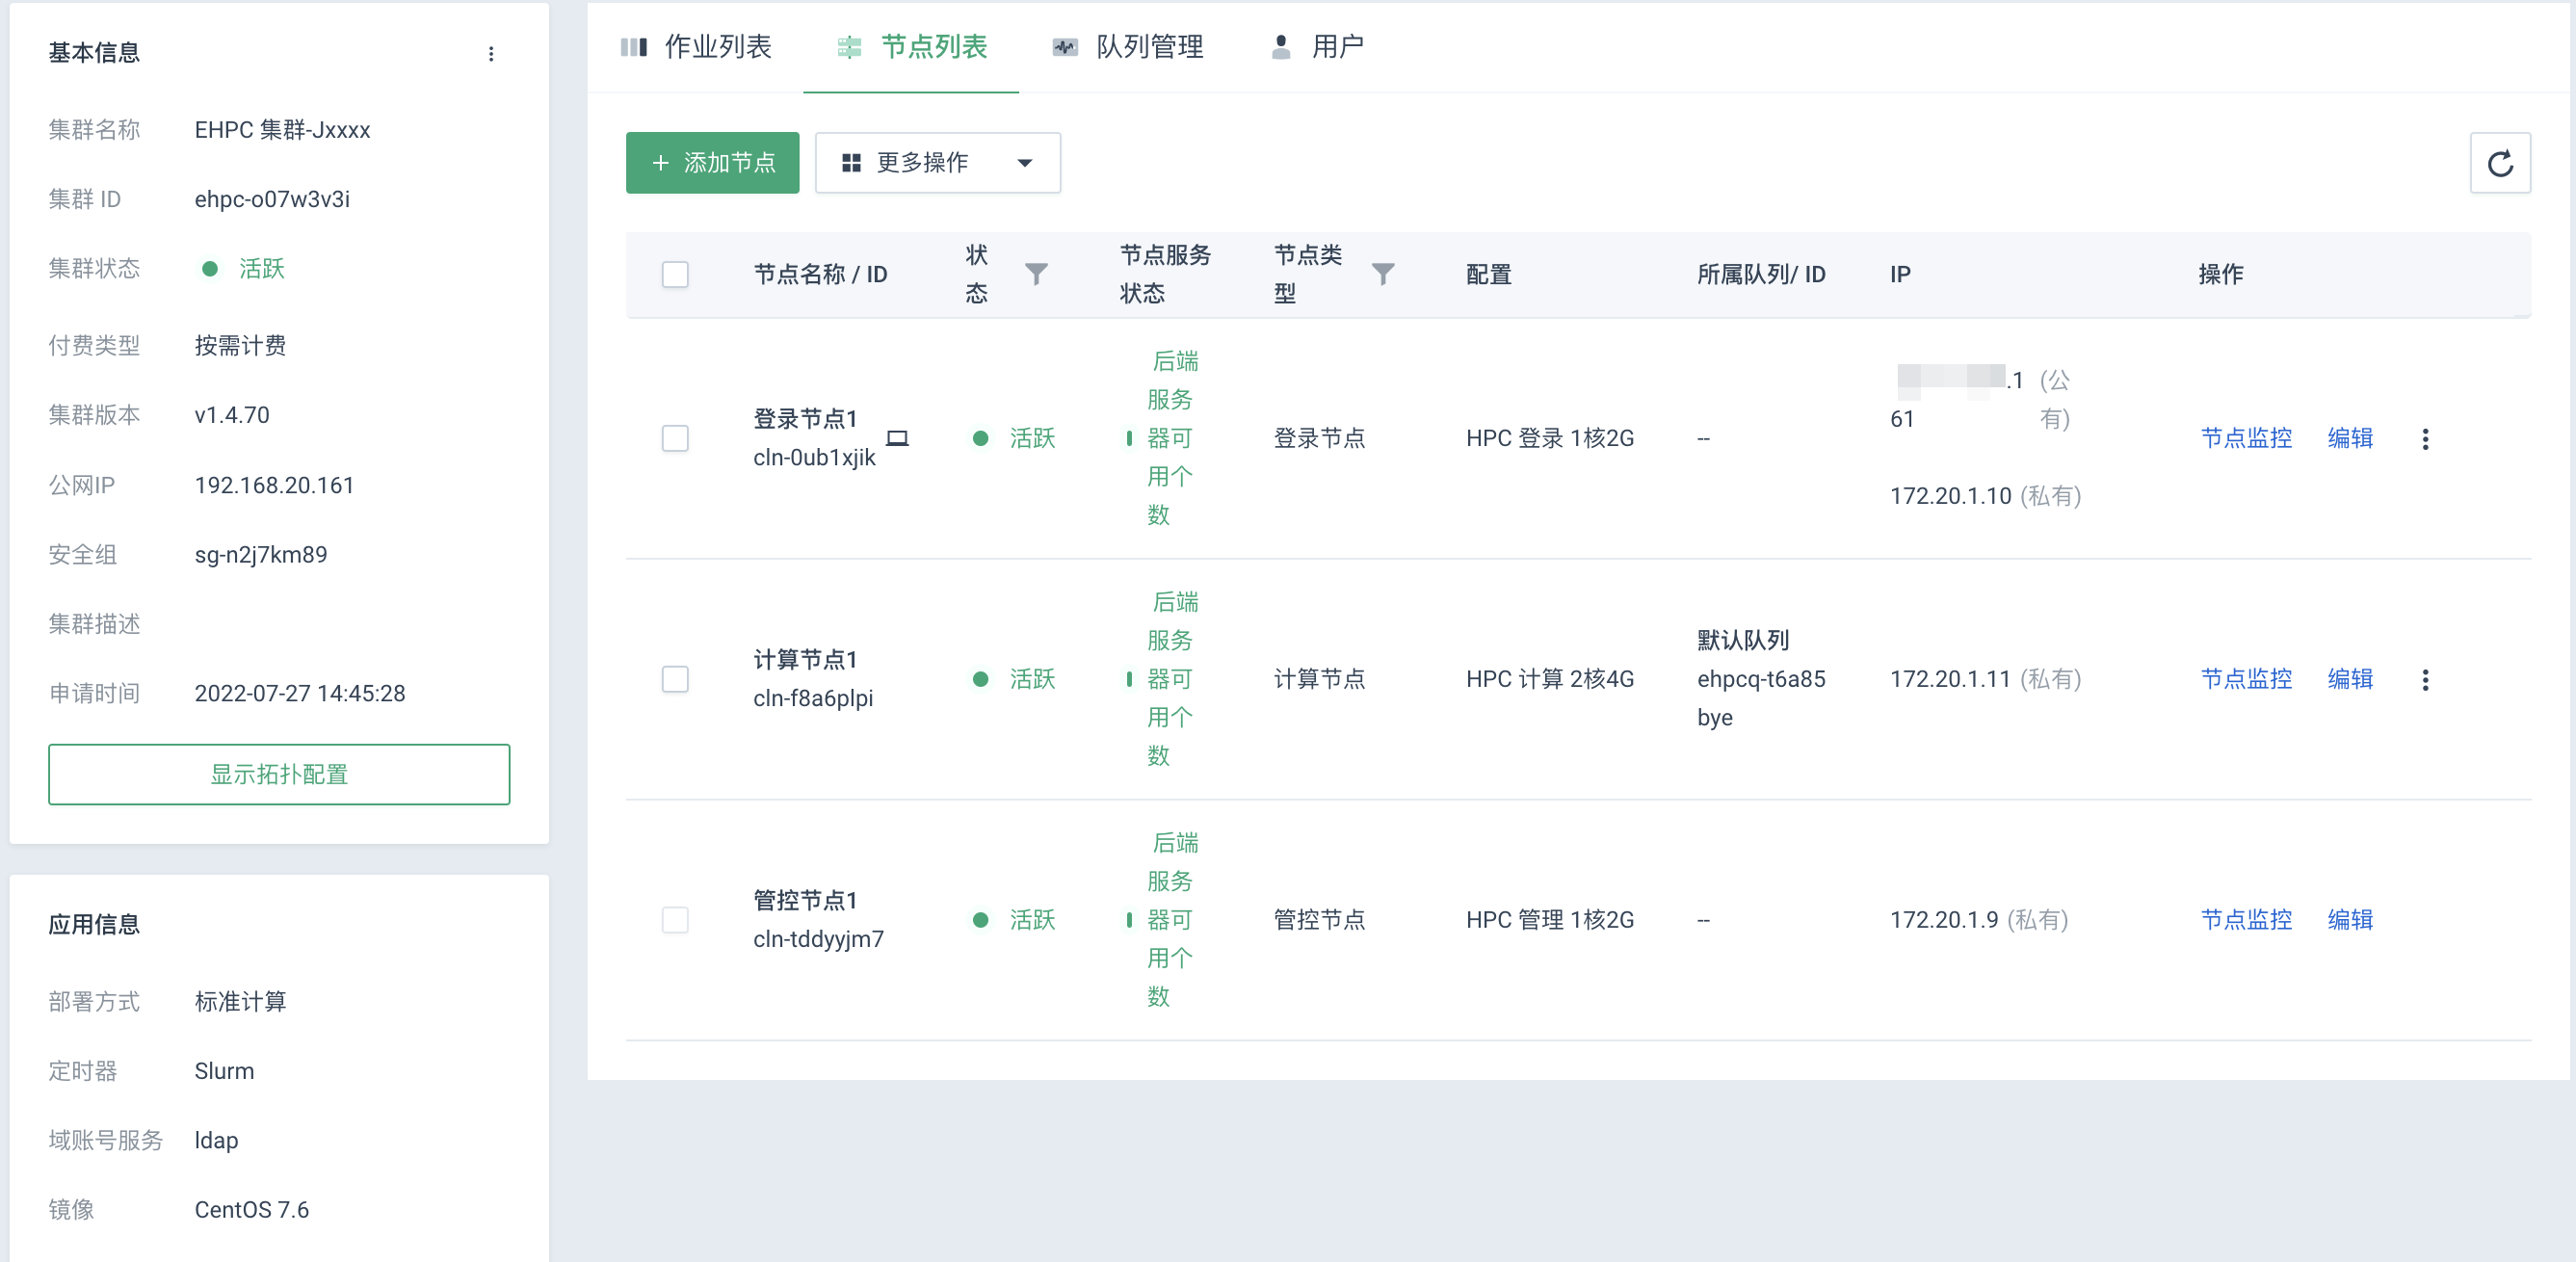 基本信息
集群名称 EHPC 集群-Jxxxx
集群 ID ehpc-o07w3v3i
集群状态 活跃
付费类型 按需计费
集群版本 v1.4.70
公网IP 192.168.20.161
安全组 sg-n2j7km89
集群描述
申请时间 2022-07-27 14:45:28
显示拓扑配置
应用信息
部署方式 标准计算
定时器 Slurm
域账号服务 ldap
镜像 CentOS 7.6
作业列表 节点列表 队列管理 用户
+ 添加节点 更多操作
节点名称 / ID
状
态
节点服务
状态
节点类
型
配置
所属队列/ ID
IP
操作
登录节点1
cln-0ub1xjik
活跃
后端
服务
器可
用个
数
登录节点
HPC 登录 1核2G
--
.1 (公
61 有)
172.20.1.10 (私有)
节点监控 编辑
计算节点1
cln-f8a6plpi
活跃
后端
服务
器可
用个
数
计算节点
HPC 计算 2核4G
默认队列
ehpcq-t6a85
bye
172.20.1.11 (私有)
节点监控 编辑
管控节点1
cln-tddyyjm7
活跃
后端
服务
器可
用个
数
管控节点
HPC 管理 1核2G
--
172.20.1.9 (私有)
节点监控 编辑